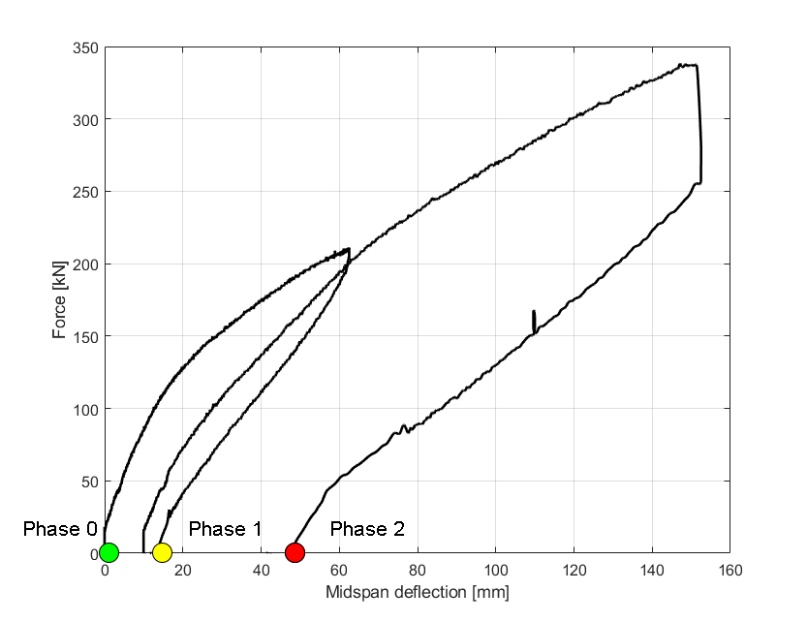 350
300
250
200
150
100
50
0
Force [kN]
Phase 0
Phase 1
Phase 2
0 20 40 60 80 100 120 140 160
Midspan deflection [mm]